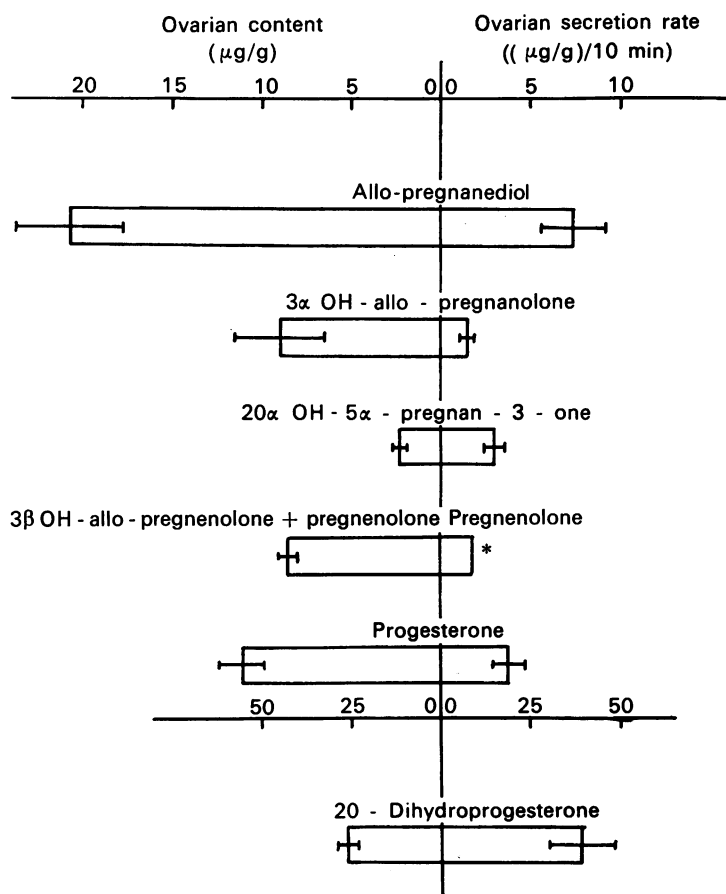 Ovarian content
(μg/g)
Ovarian secretion rate
(( μg/g)/10 min)
20 15 10 5 0 0 5 10
Allo-pregnanediol
3α OH - allo - pregnanolone
20α OH - 5α - pregnan - 3 - one
3β OH - allo - pregnenolone + pregnenolone Pregnenolone
*
Progesterone
50 25 0 0 25 50
20 - Dihydroprogesterone